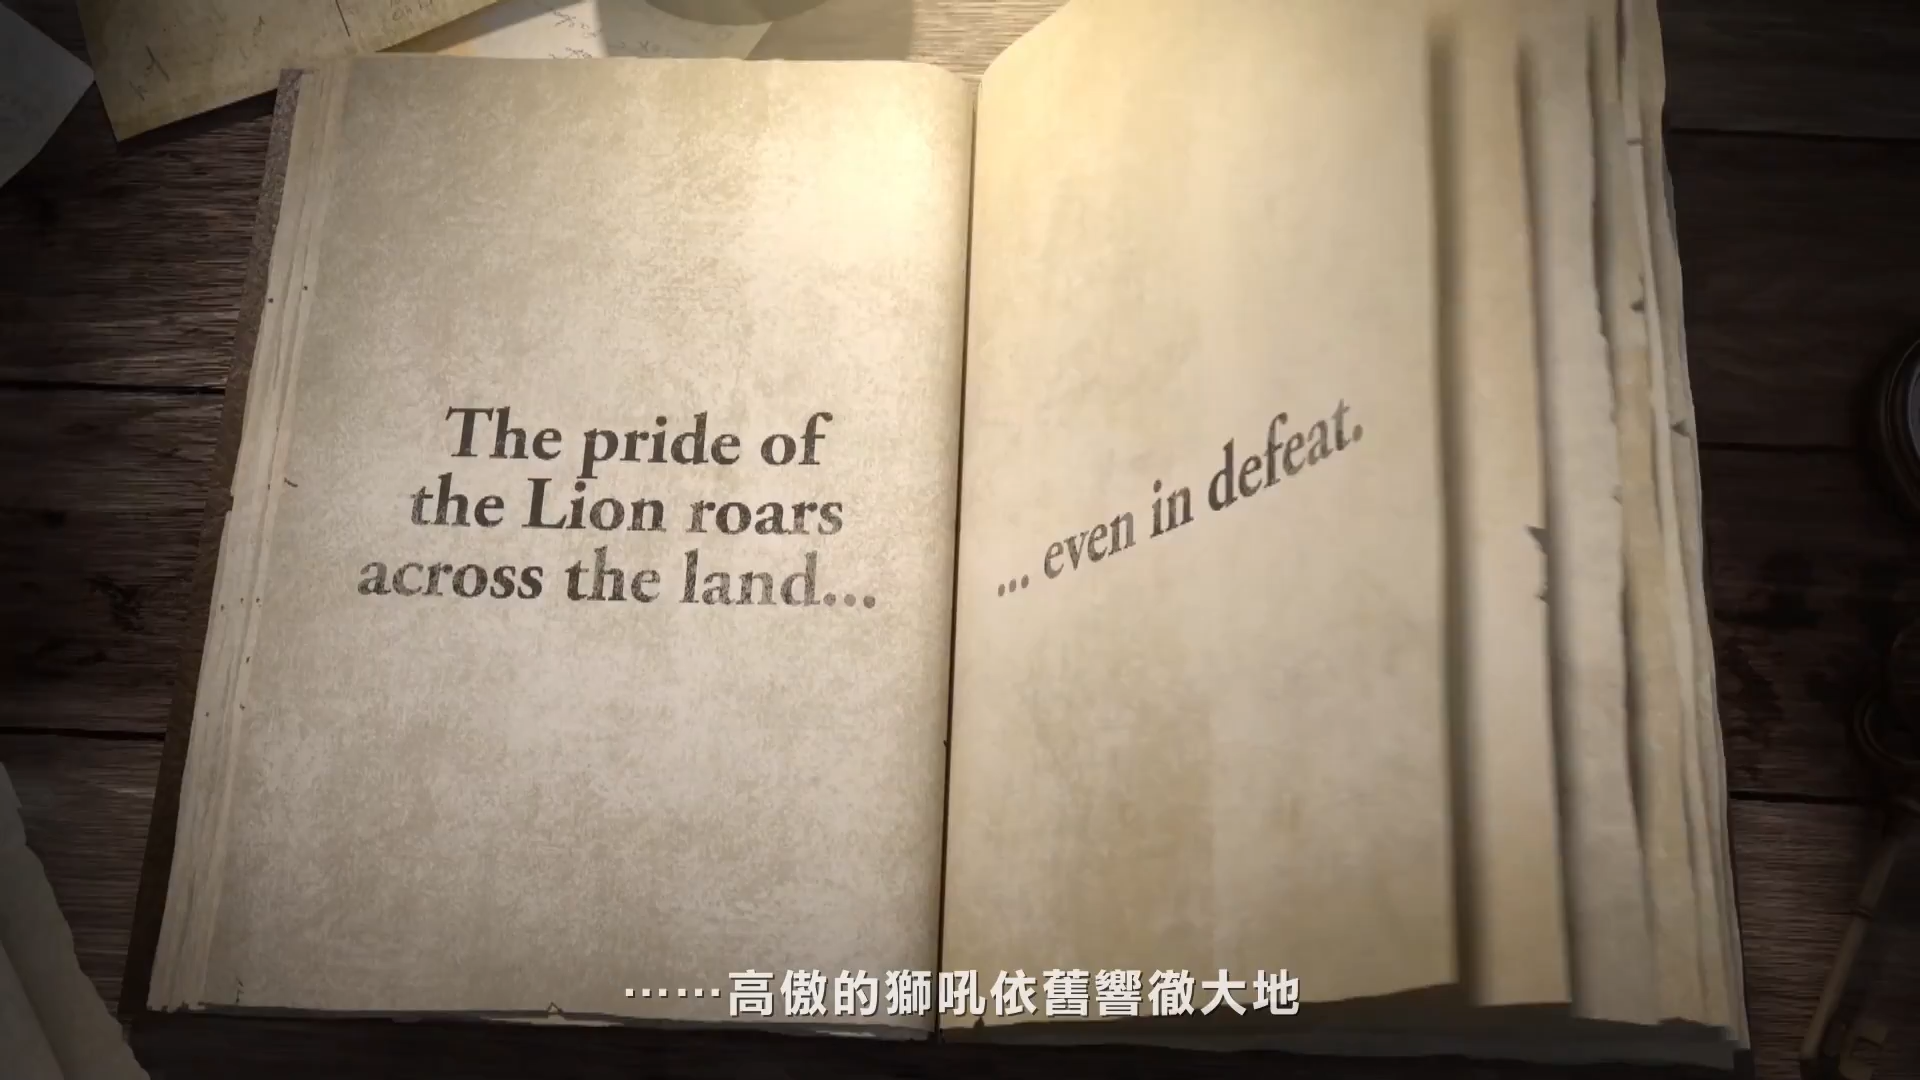 The pride of
the Lion roars
across the land...
... even in defeat.
……高傲的獅吼依舊響徹大地